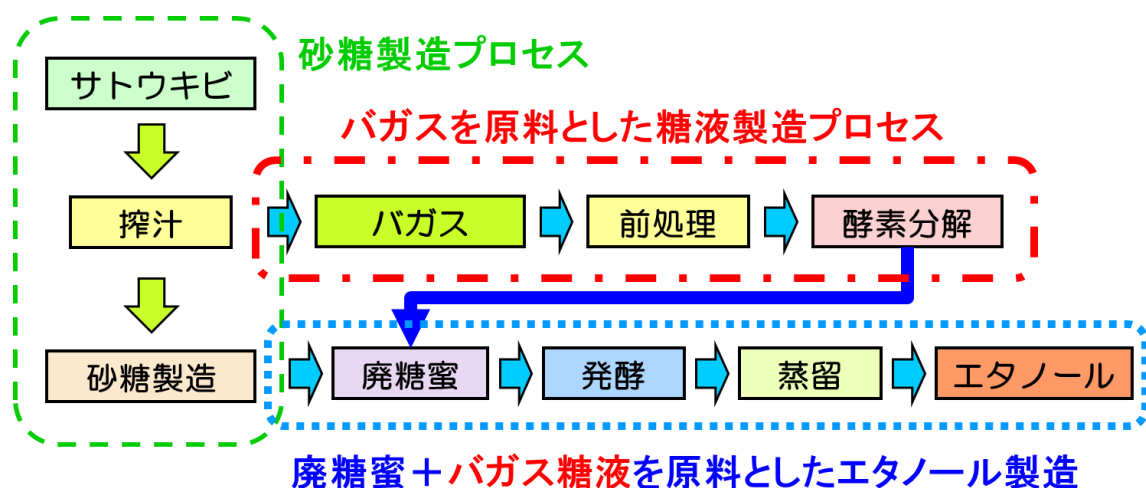 砂糖製造プロセス
サトウキビ
バガスを原料とした糖液製造プロセス
搾汁
バガス
前処理
酵素分解
砂糖製造
廃糖蜜
発酵
蒸留
エタノール
廃糖蜜＋バガス糖液を原料としたエタノール製造